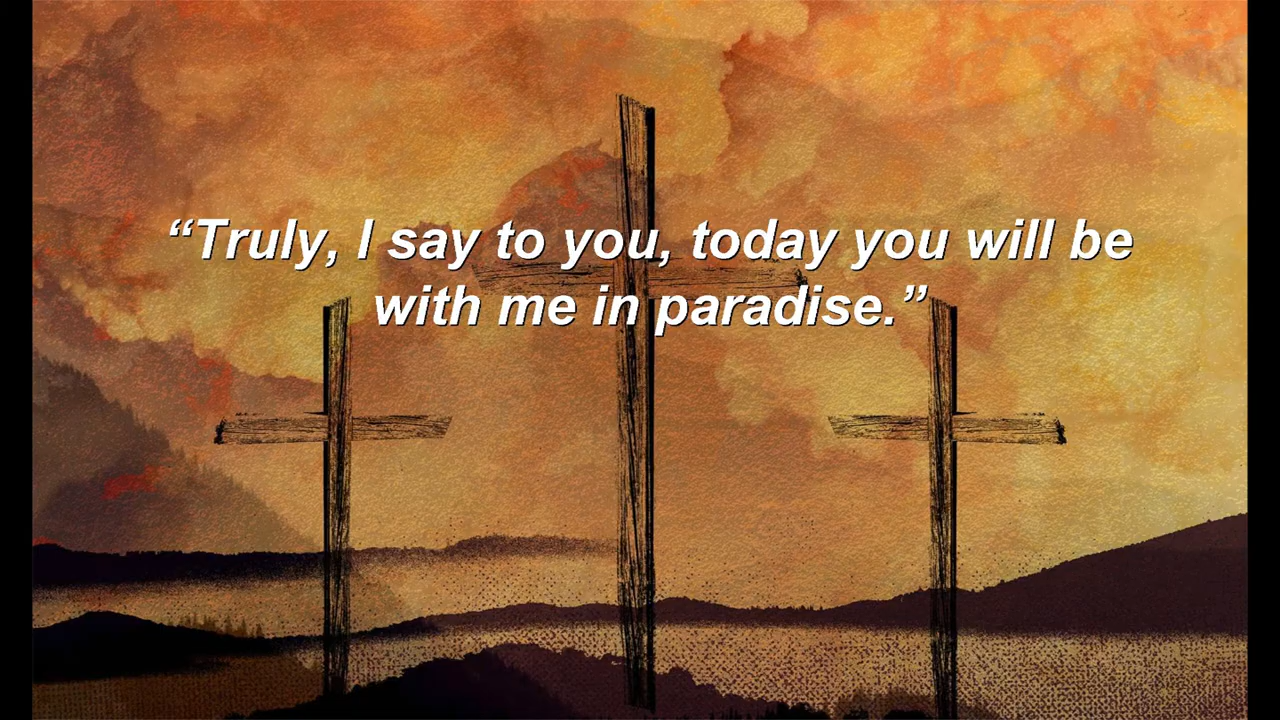 “Truly, I say to you, today you will be
with me in paradise.”